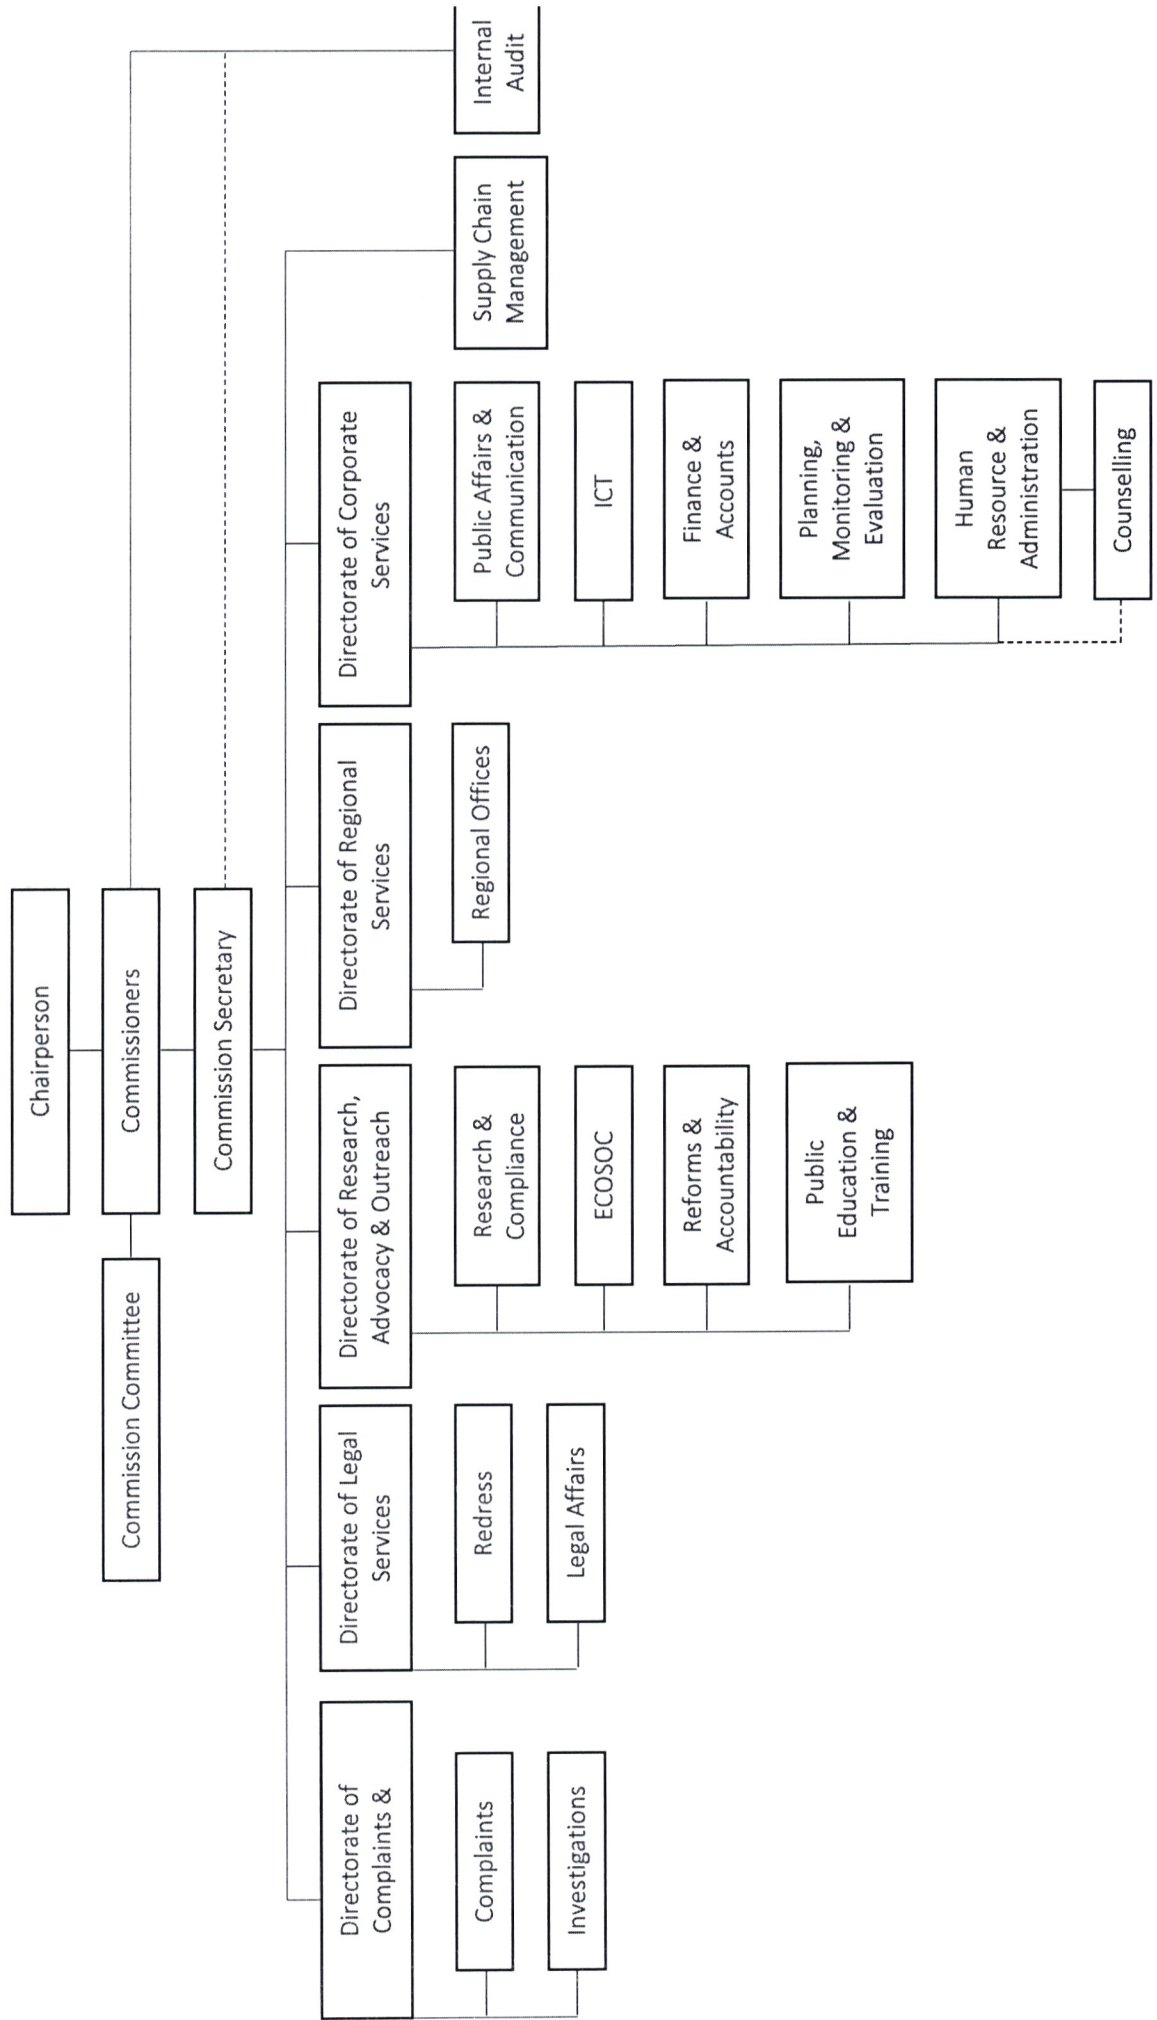 Chairperson
Commission Committee
Commissioners
Commission Secretary
Directorate of
Complaints &
Directorate of Legal
Services
Directorate of Research,
Advocacy & Outreach
Directorate of Regional
Services
Directorate of Corporate
Services
Supply Chain
Management
Internal
Audit
Complaints
Investigations
Redress
Legal Affairs
Research &
Compliance
ECOSOC
Reforms &
Accountability
Public
Education &
Training
Regional Offices
Public Affairs &
Communication
ICT
Finance &
Accounts
Planning,
Monitoring &
Evaluation
Human
Resource &
Administration
Counselling